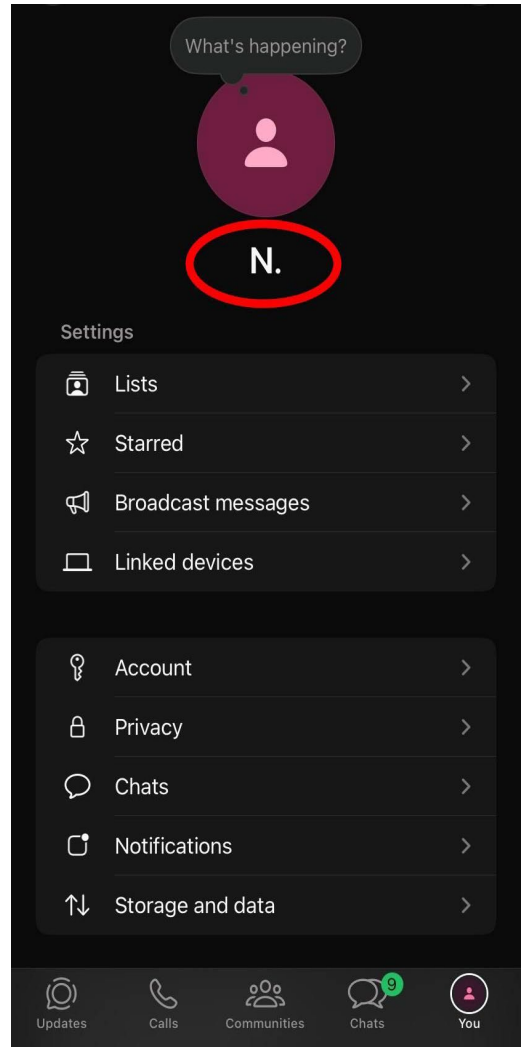 What's happening?
N.
Settings
Lists
Starred
Broadcast messages
Linked devices
Account
Privacy
Chats
Notifications
Storage and data
9
Updates Calls Communities Chats You